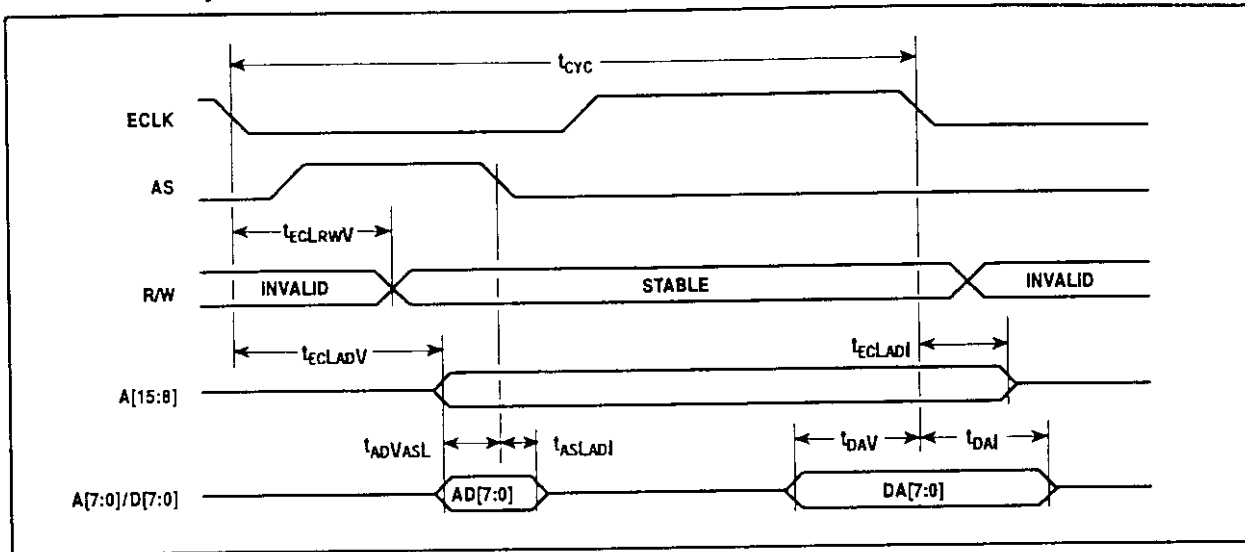 tCYC
ECLK
AS
tECLRWV
R/W
INVALID
STABLE
INVALID
tECLADV
tECLADI
A[15:8]
tADVASL
tASLADI
tDAV
tDAI
A[7:0]/D[7:0]
AD[7:0]
DA[7:0]